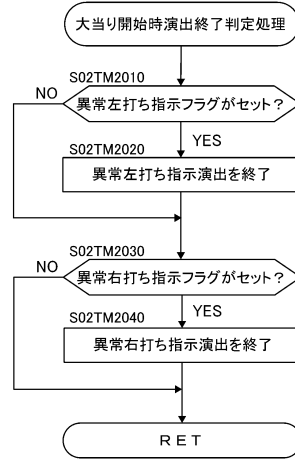 大当り開始時演出終了判定処理
S02TM2010
NO
異常左打ち指示フラグがセット？
YES
S02TM2020
異常左打ち指示演出を終了
S02TM2030
NO
異常右打ち指示フラグがセット？
YES
S02TM2040
異常右打ち指示演出を終了
ＲＥＴ